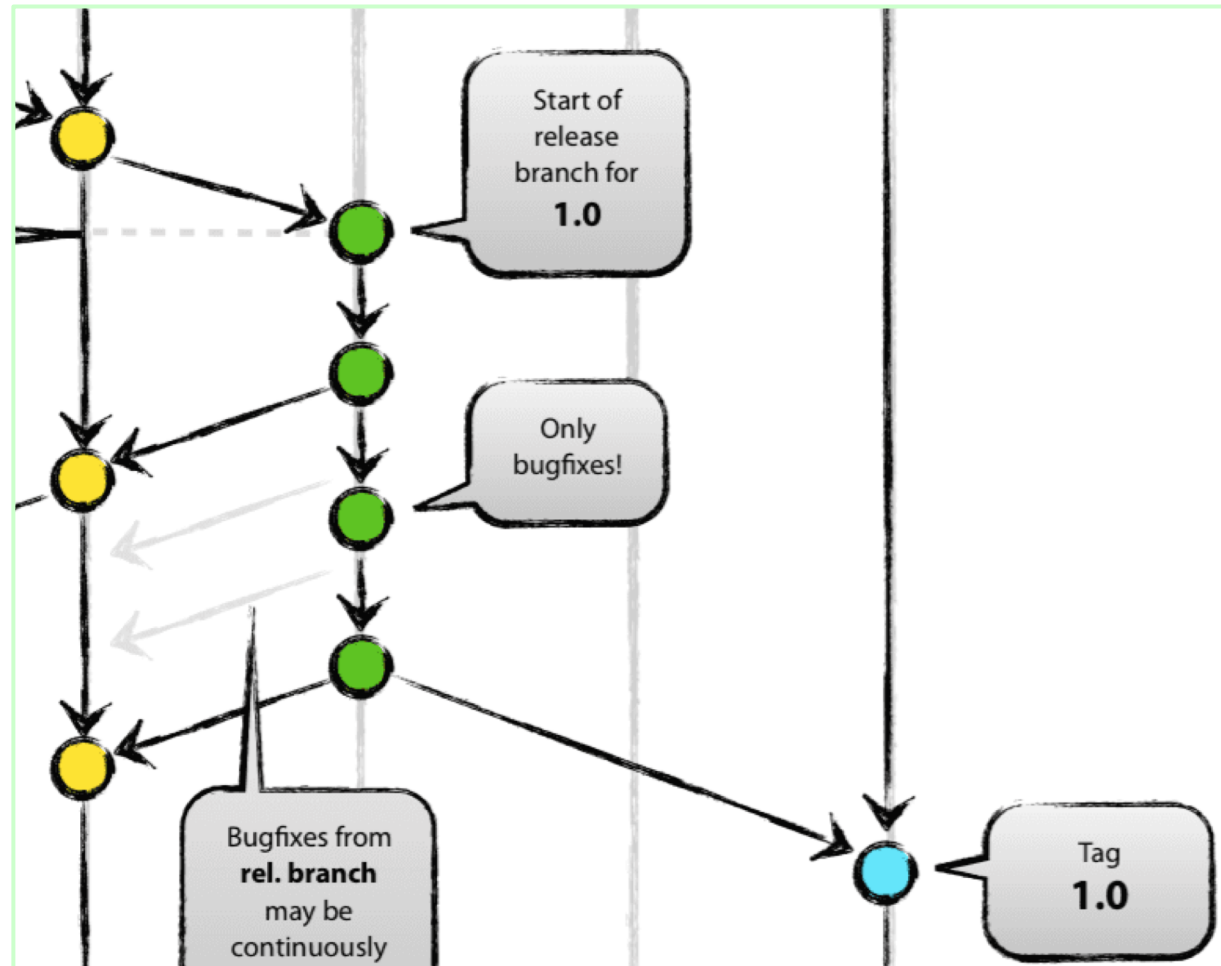 Start of
release
branch for
1.0
Only
bugfixes!
Bugfixes from
rel. branch
may be
continuously
Tag
1.0